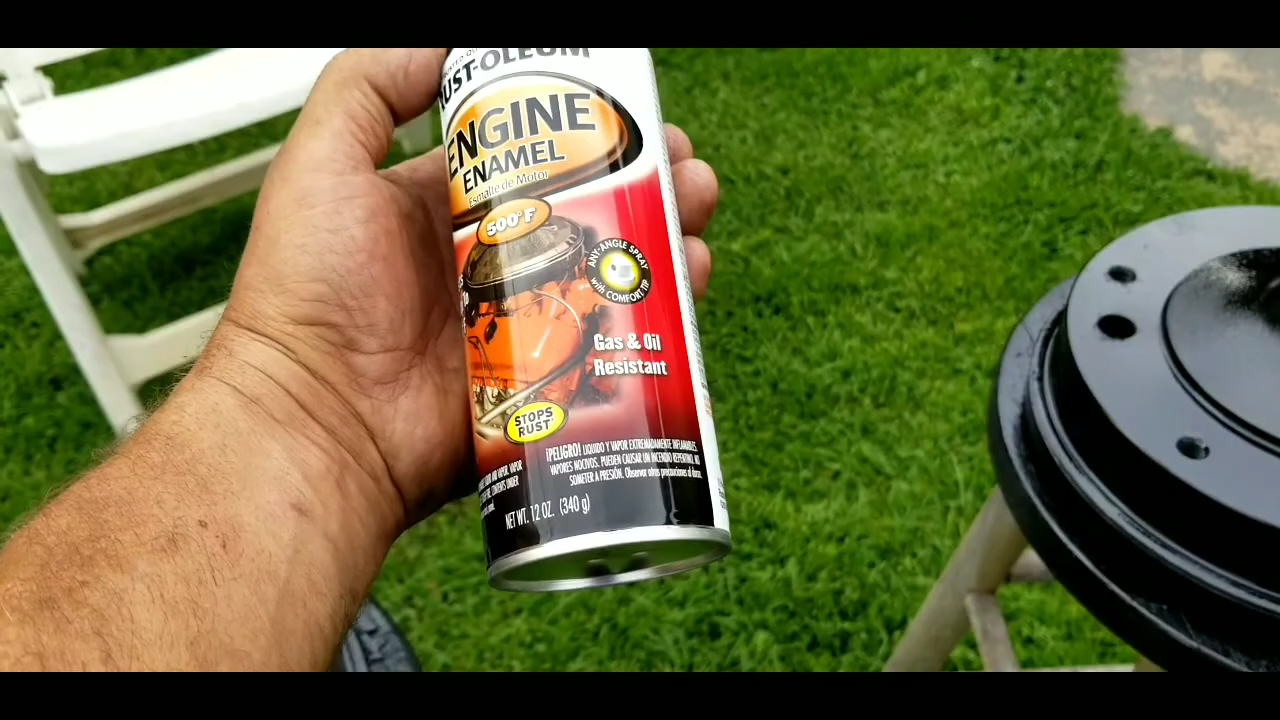 RUST-OLEUM
ENGINE
ENAMEL
Esmalte de Motor
500°F
ANY-ANGLE SPRAY
with COMFORT TIP
Gas & Oil
Resistant
STOPS
RUST
¡PELIGRO! LIQUIDO Y VAPOR EXTREMADAMENTE INFLAMABLES.
VAPORES NOCIVOS. PUEDEN CAUSAR UN INCENDIO REPENTINO. NO
SOMETER A PRESIÓN. Observar otras precauciones al dorso.
NET WT. 12 OZ. (340 g)